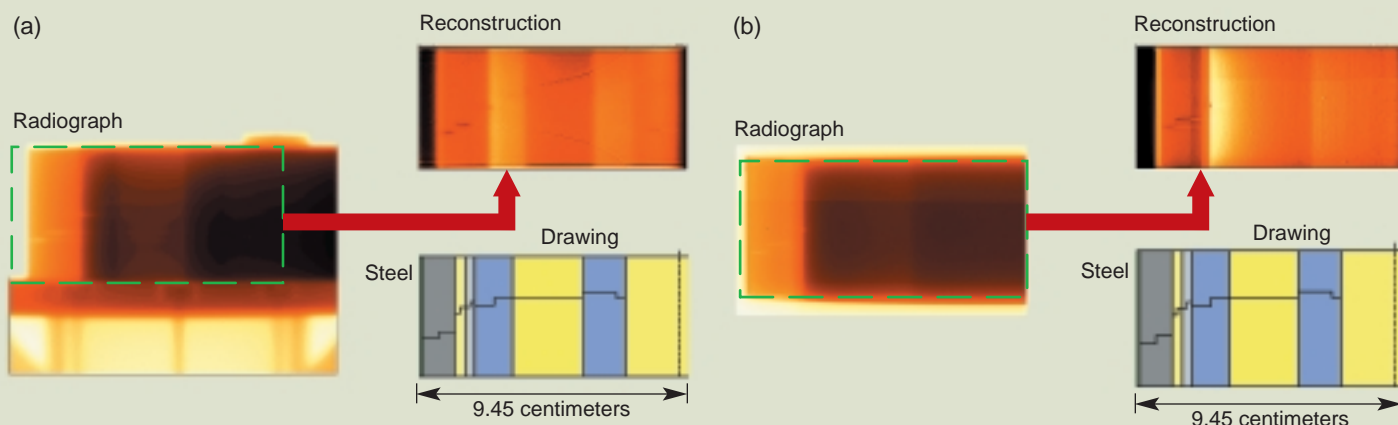 (a)
Reconstruction
Radiograph
Drawing
Steel
9.45 centimeters
(b)
Reconstruction
Radiograph
Drawing
Steel
9.45 centimeters